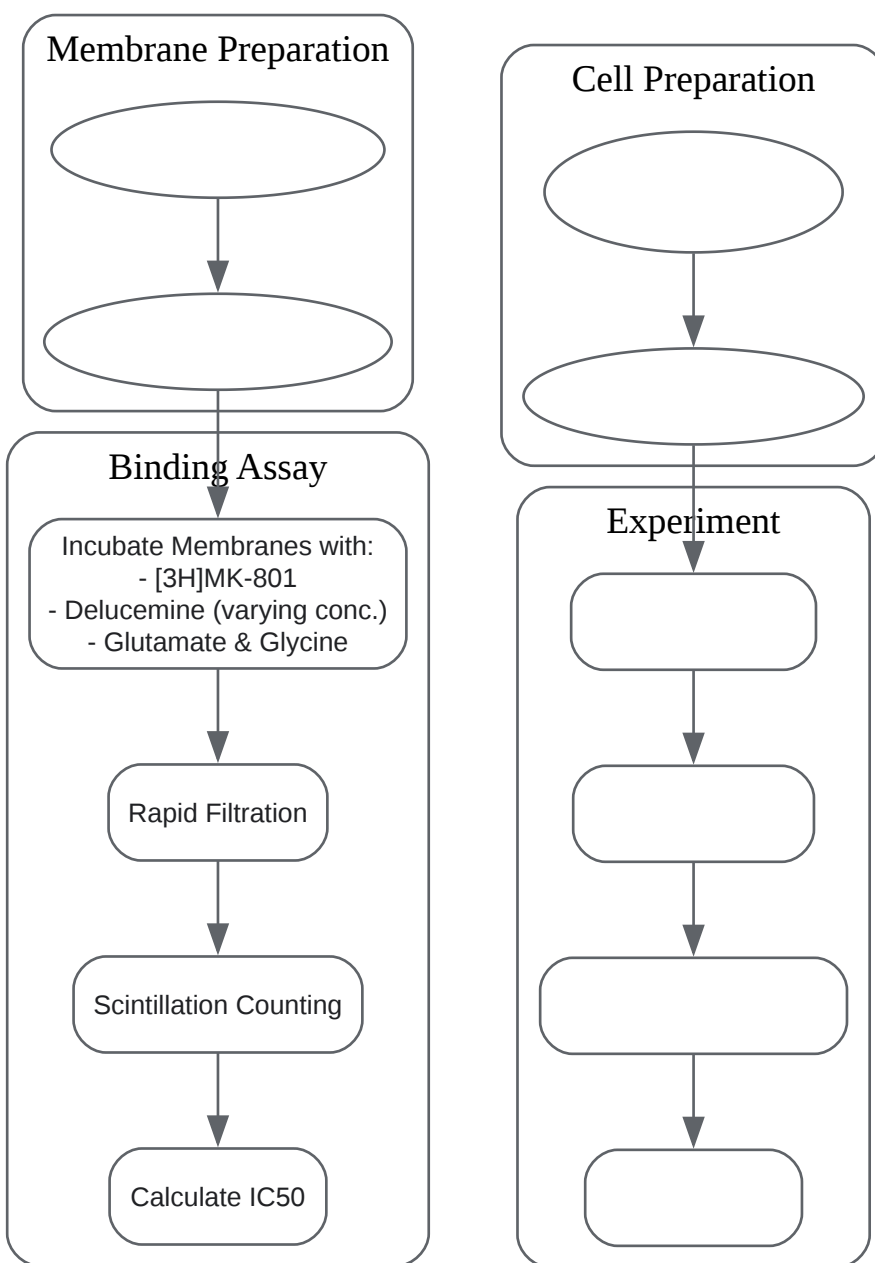 Membrane Preparation
Binding Assay
Incubate Membranes with:
- [3H]MK-801
- Delucemine (varying conc.)
- Glutamate & Glycine
Rapid Filtration
Scintillation Counting
Calculate IC50
Cell Preparation
Experiment